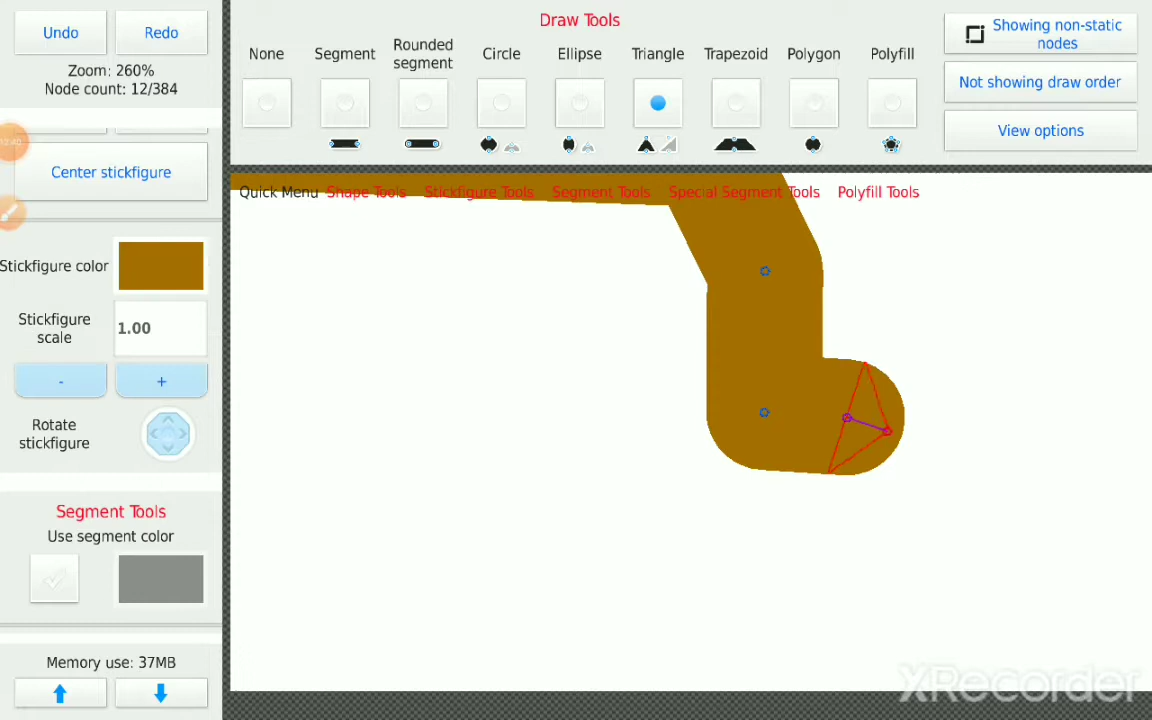 Undo
Redo
Zoom: 260%
Node count: 12/384
12:40
Center stickfigure
Stickfigure color
Stickfigure scale
1.00
-
+
Rotate stickfigure
Segment Tools
Use segment color
Memory use: 37MB
Draw Tools
None
Segment
Rounded segment
Circle
Ellipse
Triangle
Trapezoid
Polygon
Polyfill
Showing non-static nodes
Not showing draw order
View options
Quick Menu Shape Tools Stickfigure Tools Segment Tools Special Segment Tools Polyfill Tools
XRecorder